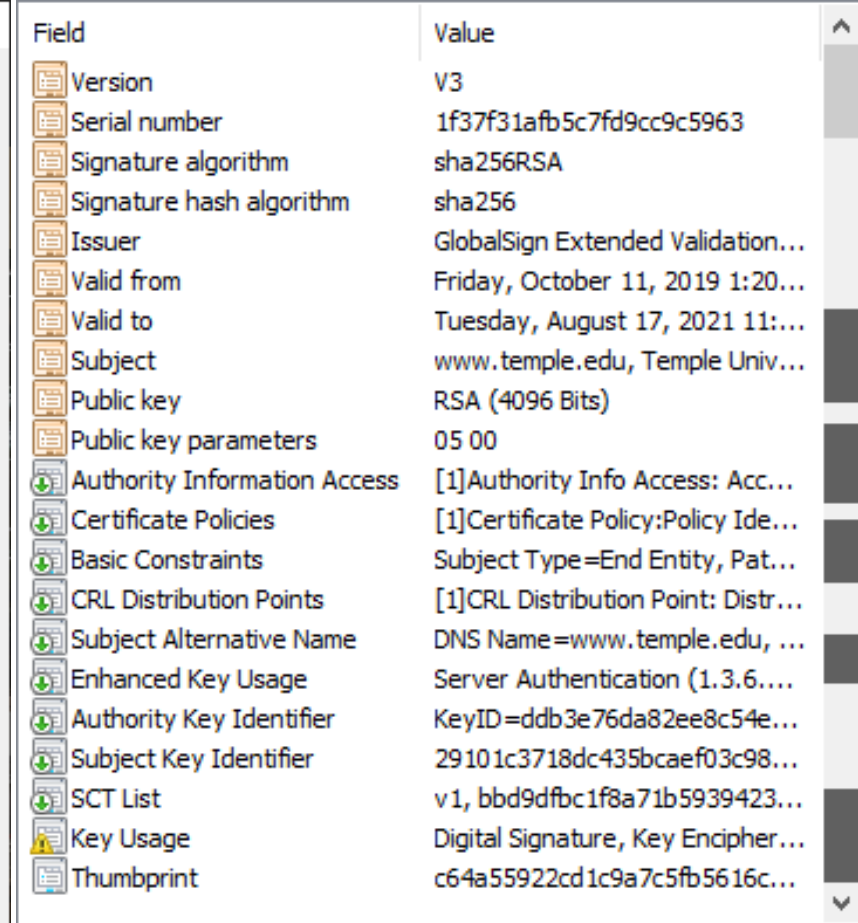 Field Value
Version V3
Serial number 1f37f31afb5c7fd9cc9c5963
Signature algorithm sha256RSA
Signature hash algorithm sha256
Issuer GlobalSign Extended Validation...
Valid from Friday, October 11, 2019 1:20...
Valid to Tuesday, August 17, 2021 11:...
Subject www.temple.edu, Temple Univ...
Public key RSA (4096 Bits)
Public key parameters 05 00
Authority Information Access [1]Authority Info Access: Acc...
Certificate Policies [1]Certificate Policy:Policy Ide...
Basic Constraints Subject Type=End Entity, Pat...
CRL Distribution Points [1]CRL Distribution Point: Distr...
Subject Alternative Name DNS Name=www.temple.edu, ...
Enhanced Key Usage Server Authentication (1.3.6....
Authority Key Identifier KeyID=ddb3e76da82ee8c54e...
Subject Key Identifier 29101c3718dc435bcaef03c98...
SCT List v1, bbd9dfbc1f8a71b5939423...
Key Usage Digital Signature, Key Encipher...
Thumbprint c64a55922cd1c9a7c5fb5616c...